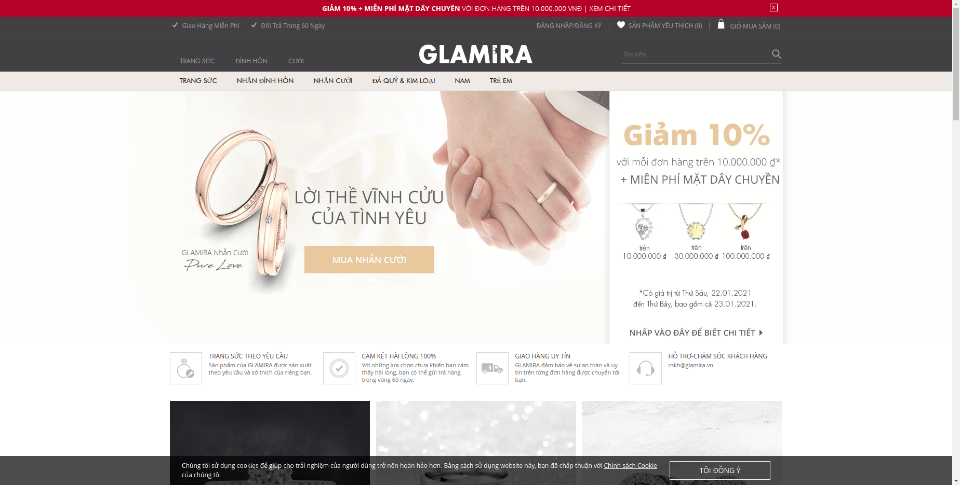 GIẢM 10% + MIỄN PHÍ MẶT DÂY CHUYỀN VỚI ĐƠN HÀNG TRÊN 10.000.000 VNĐ | XEM CHI TIẾT
X
Giao Hàng Miễn Phí
Đổi Trả Trong 60 Ngày
ĐĂNG NHẬP/ĐĂNG KÝ
SẢN PHẨM YÊU THÍCH (0)
GIỎ MUA SẮM (0)
TRANG SỨC
ĐÍNH HÔN
CƯỚI
GLAMIRA
Tìm kiếm
TRANG SỨC
NHẪN ĐÍNH HÔN
NHẪN CƯỚI
ĐÁ QUÝ & KIM LOẠI
NAM
TRẺ EM
LỜI THỀ VĨNH CỬU
CỦA TÌNH YÊU
GLAMIRA Nhẫn Cưới
Pure Love
MUA NHẪN CƯỚI
Giảm 10%
với mỗi đơn hàng trên 10.000.000 ₫*
+ MIỄN PHÍ MẶT DÂY CHUYỀN
trên
10.000.000 ₫
trên
30.000.000 ₫
trên
100.000.000 ₫
*Có giá trị từ Thứ Sáu, 22.01.2021
đến Thứ Bảy, bao gồm cả 23.01.2021.
NHẤP VÀO ĐÂY ĐỂ BIẾT CHI TIẾT
TRANG SỨC THEO YÊU CẦU
Sản phẩm của GLAMIRA được sản xuất
theo yêu cầu và sở thích của riêng bạn.
CAM KẾT HÀI LÒNG 100%
Với những lựa chọn chưa khiến bạn cảm
thấy hài lòng, bạn có thể gửi trả hàng
trong vòng 60 ngày.
GIAO HÀNG UY TÍN
GLAMIRA đảm bảo về sự an toàn và uy
tín trên từng đơn hàng được chuyển tới
bạn.
HỖ TRỢ-CHĂM SÓC KHÁCH HÀNG
cskh@glamira.vn
Chúng tôi sử dụng cookies để giúp cho trải nghiệm của người dùng trở nên hoàn hảo hơn. Bằng cách sử dụng website này, bạn đã chấp thuận với Chính sách Cookie
của chúng tô
TÔI ĐỒNG Ý